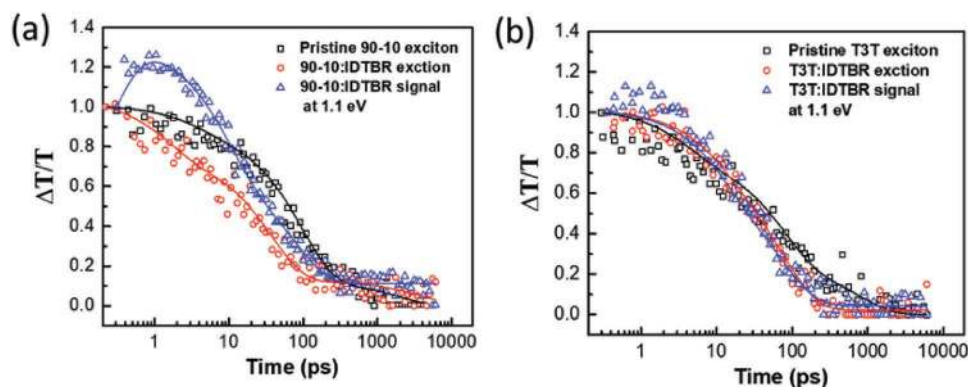 (a)
1.4
1.2
1.0
0.8
0.6
0.4
0.2
0.0
ΔT/T
Pristine 90-10 exciton
90-10:IDTBR exction
90-10:IDTBR signal
at 1.1 eV
1 10 100 1000 10000
Time (ps)
(b)
1.4
1.2
1.0
0.8
0.6
0.4
0.2
0.0
ΔT/T
Pristine T3T exciton
T3T:IDTBR exction
T3T:IDTBR signal
at 1.1 eV
1 10 100 1000 10000
Time (ps)